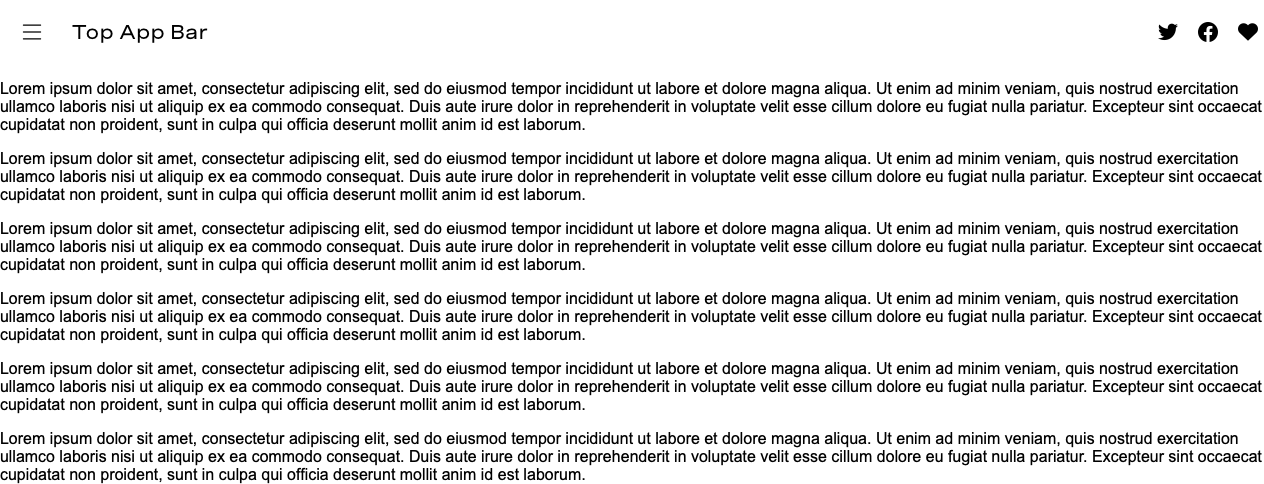 Top App Bar
Lorem ipsum dolor sit amet, consectetur adipiscing elit, sed do eiusmod tempor incididunt ut labore et dolore magna aliqua. Ut enim ad minim veniam, quis nostrud exercitation
ullamco laboris nisi ut aliquip ex ea commodo consequat. Duis aute irure dolor in reprehenderit in voluptate velit esse cillum dolore eu fugiat nulla pariatur. Excepteur sint occaecat
cupidatat non proident, sunt in culpa qui officia deserunt mollit anim id est laborum.
Lorem ipsum dolor sit amet, consectetur adipiscing elit, sed do eiusmod tempor incididunt ut labore et dolore magna aliqua. Ut enim ad minim veniam, quis nostrud exercitation
ullamco laboris nisi ut aliquip ex ea commodo consequat. Duis aute irure dolor in reprehenderit in voluptate velit esse cillum dolore eu fugiat nulla pariatur. Excepteur sint occaecat
cupidatat non proident, sunt in culpa qui officia deserunt mollit anim id est laborum.
Lorem ipsum dolor sit amet, consectetur adipiscing elit, sed do eiusmod tempor incididunt ut labore et dolore magna aliqua. Ut enim ad minim veniam, quis nostrud exercitation
ullamco laboris nisi ut aliquip ex ea commodo consequat. Duis aute irure dolor in reprehenderit in voluptate velit esse cillum dolore eu fugiat nulla pariatur. Excepteur sint occaecat
cupidatat non proident, sunt in culpa qui officia deserunt mollit anim id est laborum.
Lorem ipsum dolor sit amet, consectetur adipiscing elit, sed do eiusmod tempor incididunt ut labore et dolore magna aliqua. Ut enim ad minim veniam, quis nostrud exercitation
ullamco laboris nisi ut aliquip ex ea commodo consequat. Duis aute irure dolor in reprehenderit in voluptate velit esse cillum dolore eu fugiat nulla pariatur. Excepteur sint occaecat
cupidatat non proident, sunt in culpa qui officia deserunt mollit anim id est laborum.
Lorem ipsum dolor sit amet, consectetur adipiscing elit, sed do eiusmod tempor incididunt ut labore et dolore magna aliqua. Ut enim ad minim veniam, quis nostrud exercitation
ullamco laboris nisi ut aliquip ex ea commodo consequat. Duis aute irure dolor in reprehenderit in voluptate velit esse cillum dolore eu fugiat nulla pariatur. Excepteur sint occaecat
cupidatat non proident, sunt in culpa qui officia deserunt mollit anim id est laborum.
Lorem ipsum dolor sit amet, consectetur adipiscing elit, sed do eiusmod tempor incididunt ut labore et dolore magna aliqua. Ut enim ad minim veniam, quis nostrud exercitation
ullamco laboris nisi ut aliquip ex ea commodo consequat. Duis aute irure dolor in reprehenderit in voluptate velit esse cillum dolore eu fugiat nulla pariatur. Excepteur sint occaecat
cupidatat non proident, sunt in culpa qui officia deserunt mollit anim id est laborum.